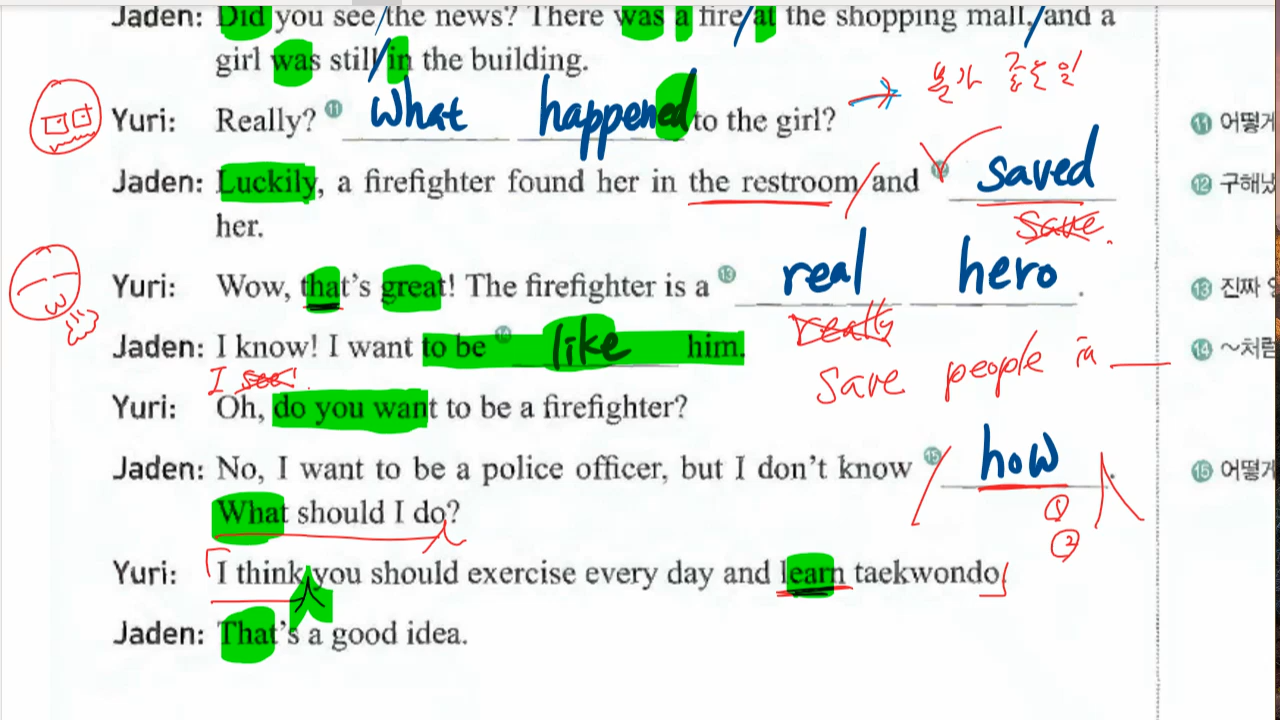 Jaden: Did you see/the news? There was a fire/at the shopping mall,/and a
girl was still/in the building.
불가 좋은 일
Yuri: Really? ⑪ what happened to the girl? →
⑪ 어떻게
Jaden: Luckily, a firefighter found her in the restroom/and ⑫ saved
⑫ 구해냈
her.
save
Yuri: Wow, that's great! The firefighter is a ⑬ real hero.
⑬ 진짜
really
Jaden: I know! I want to be ⑭ like him.
⑭ ～처럼
I see!
save people in
Yuri: Oh, do you want to be a firefighter?
Jaden: No, I want to be a police officer, but I don't know ⑮ how.
⑮ 어떻게
① 
②
What should I do?
Yuri: I think you should exercise every day and learn taekwondo
Jaden: That's a good idea.